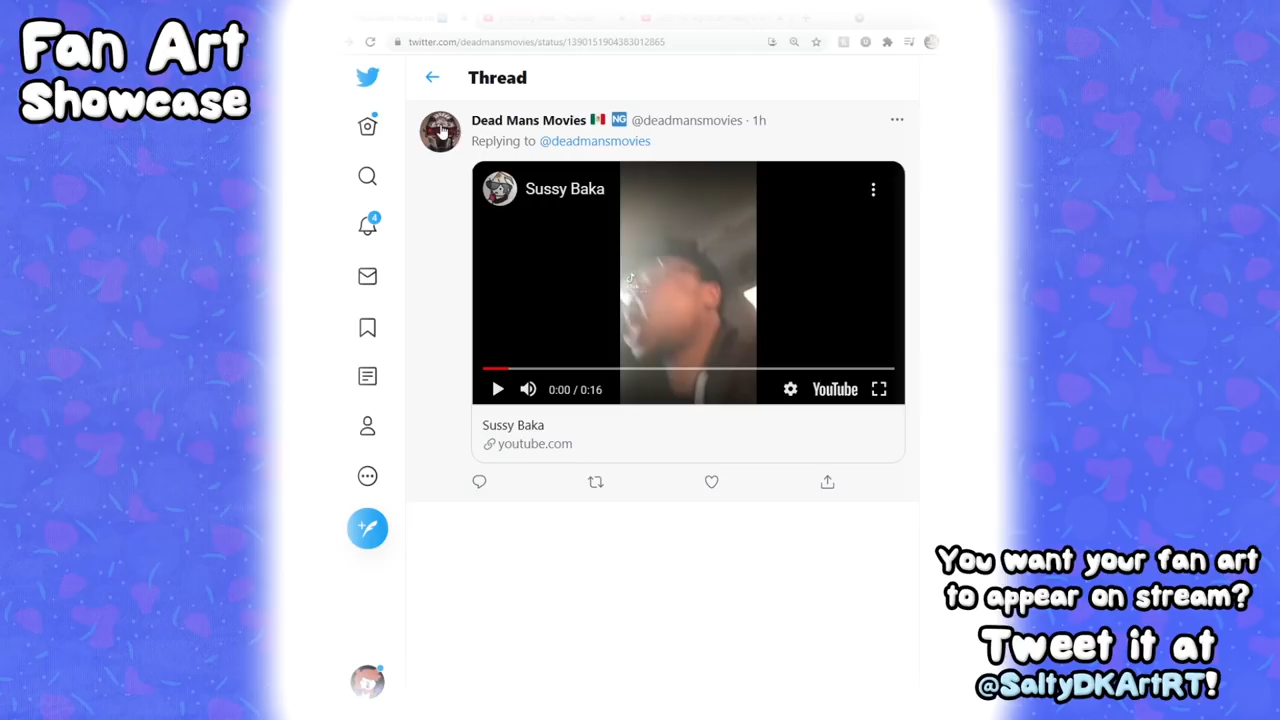 Fan Art
Showcase
twitter.com/deadmansmovies/status/1390151904383012865
Thread
Dead Mans Movies 🇲🇽 NG @deadmansmovies · 1h
Replying to @deadmansmovies
Sussy Baka
0:00 / 0:16
YouTube
Sussy Baka
youtube.com
4
You want your fan art
to appear on stream?
Tweet it at
@SaltyDKArtRT!